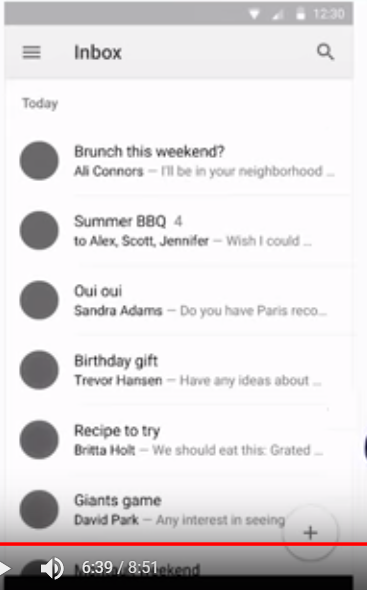 12:30
Inbox
Today
Brunch this weekend?
Ali Connors — I'll be in your neighborhood ...
Summer BBQ 4
to Alex, Scott, Jennifer — Wish I could ...
Oui oui
Sandra Adams — Do you have Paris reco...
Birthday gift
Trevor Hansen — Have any ideas about ...
Recipe to try
Britta Holt — We should eat this: Grated ...
Giants game
David Park — Any interest in seeing
+
weekend
6:39 / 8:51